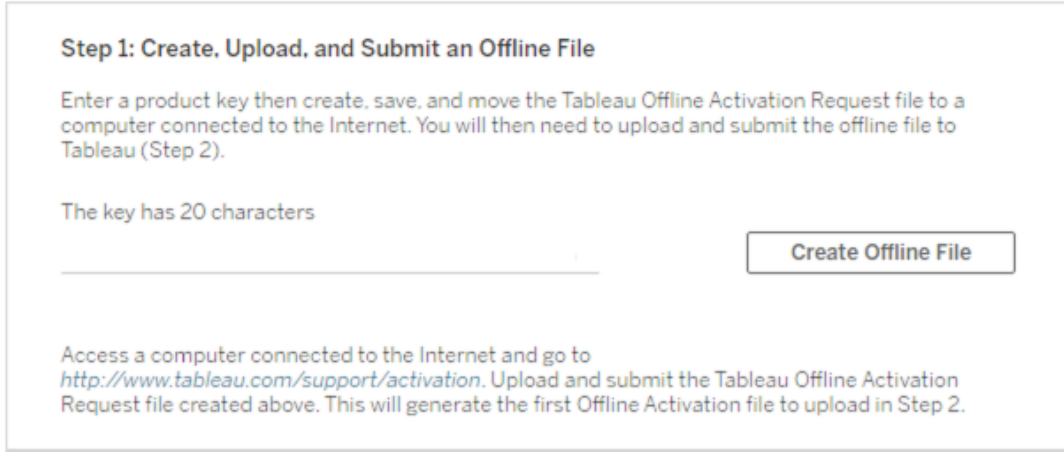 Step 1: Create, Upload, and Submit an Offline File
Enter a product key then create, save, and move the Tableau Offline Activation Request file to a
computer connected to the Internet. You will then need to upload and submit the offline file to
Tableau (Step 2).
The key has 20 characters
Create Offline File
Access a computer connected to the Internet and go to
http://www.tableau.com/support/activation. Upload and submit the Tableau Offline Activation
Request file created above. This will generate the first Offline Activation file to upload in Step 2.